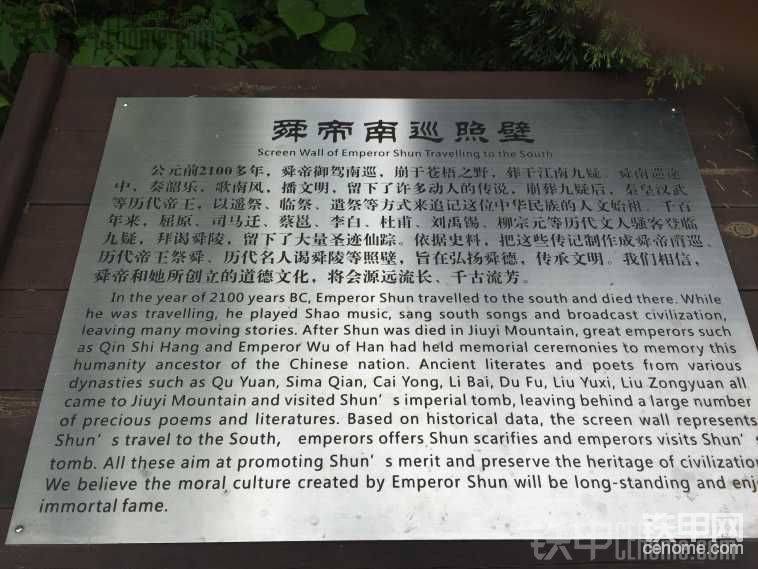 舜帝南巡照壁
Screen Wall of Emperor Shun Travelling to the South
公元前2100多年，舜帝御驾南巡，崩于苍梧之野，葬于江南九疑。舜南巡途
中，奏韶乐，歌南风，播文明，留下了许多动人的传说，崩葬九疑后，秦皇汉武
等历代帝王，以遥祭、临祭、遣祭等方式来追记这位中华民族的人文始祖。千百
年来，屈原、司马迁、蔡邕、李白、杜甫、刘禹锡、柳宗元等历代文人骚客登临
九疑，拜谒舜陵，留下了大量圣迹仙踪。依据史料，把这些传记制作成舜帝南巡、
历代帝王祭舜、历代名人谒舜陵等照壁，旨在弘扬舜德，传承文明。我们相信，
舜帝和她所创立的道德文化，将会源远流长、千古流芳。
In the year of 2100 years BC, Emperor Shun travelled to the south and died there. While
he was travelling, he played Shao music, sang south songs and broadcast civilization,
leaving many moving stories. After Shun was died in Jiuyi Mountain, great emperors such
as Qin Shi Hang and Emperor Wu of Han had held memorial ceremonies to memory this
humanity ancestor of the Chinese nation. Ancient literates and poets from various
dynasties such as Qu Yuan, Sima Qian, Cai Yong, Li Bai, Du Fu, Liu Yuxi, Liu Zongyuan all
came to Jiuyi Mountain and visited Shun's imperial tomb, leaving behind a large number
of precious poems and literatures. Based on historical data, the screen wall represents
Shun's travel to the South, emperors offers Shun scarifies and emperors visits Shun's
tomb. All these aim at promoting Shun's merit and preserve the heritage of civilization
We believe the moral culture created by Emperor Shun will be long-standing and enj
immortal fame.
铁甲网
cehome.com